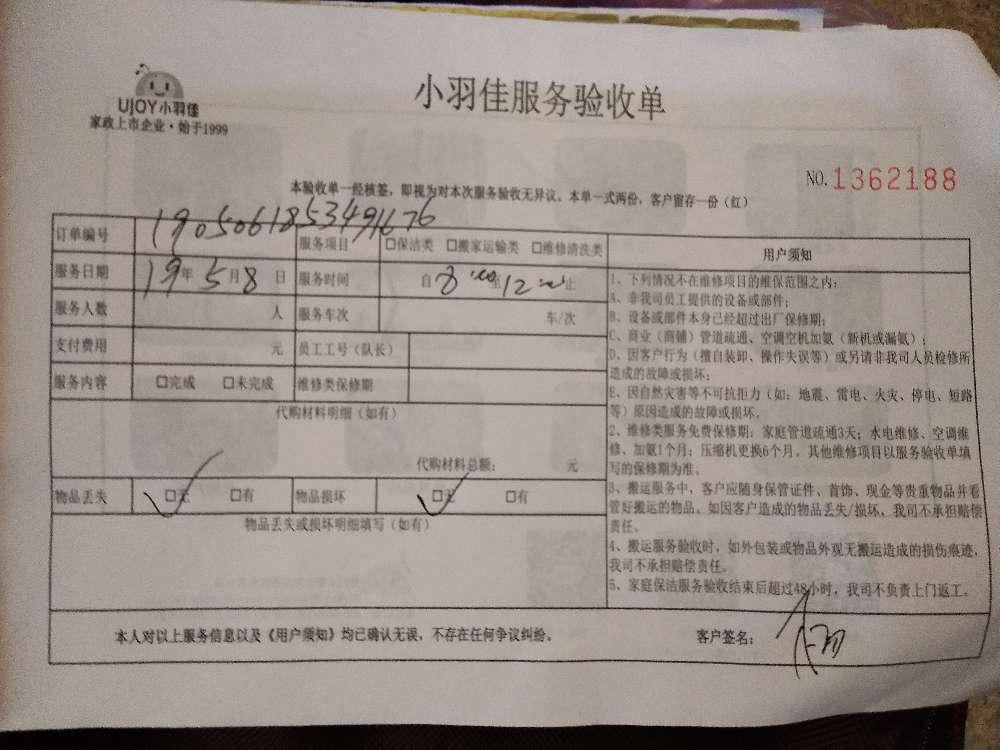 UJOY小羽佳
家政上市企业·始于1999
小羽佳服务验收单
NO.1362188
本验收单一经核签，即视为对本次服务验收无异议。本单一式两份，客户留存一份（红）
订单编号 1905061853491676 服务项目 □保洁类 □搬家运输类 □维修清洗类
服务日期 19年5月8日 服务时间 自8:00至12:00止
服务人数 人 服务车次 车/次
支付费用 元 员工工号（队长）
服务内容 □完成 □未完成 维修类保修期
代购材料明细（如有）
代购材料总额： 元
物品丢失 □无 □有 物品损坏 □无 □有
物品丢失或损坏明细填写（如有）
用户须知
1、下列情况不在维修项目的维保范围之内：
A、非我司员工提供的设备或部件；
B、设备或部件本身已经超过出厂保修期；
C、商业（商铺）管道疏通、空调空机加氨（新机或漏氨）；
D、因客户行为（擅自装卸、操作失误等）或另请非我司人员检修所
造成的故障或损坏；
E、因自然灾害等不可抗拒力（如：地震、雷电、火灾、停电、短路
等）原因造成的故障或损坏。
2、维修类服务免费保修期：家庭管道疏通3天；水电维修、空调维
修、加氨1个月；压缩机更换6个月。其他维修项目以服务验收单填
写的保修期为准。
3、搬运服务中，客户应随身保管证件、首饰、现金等贵重物品并看
管好搬运的物品。如因客户造成的物品丢失/损坏，我司不承担赔偿
责任。
4、搬运服务验收时，如外包装或物品外观无搬运造成的损伤痕迹，
我司不承担赔偿责任。
5、家庭保洁服务验收结束后超过48小时，我司不负责上门返工。
本人对以上服务信息以及《用户须知》均已确认无误，不存在任何争议纠纷。 客户签名：